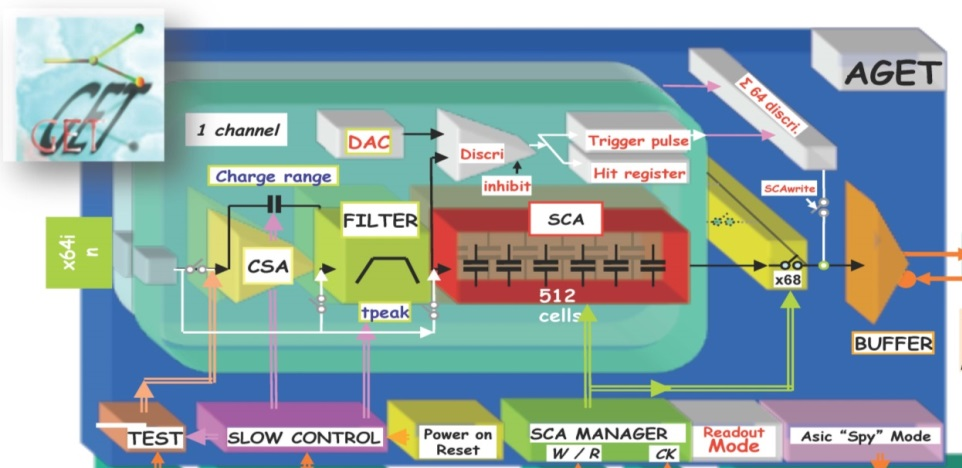 GET
GET
AGET
1 channel
DAC
Discri
inhibit
Trigger pulse
Hit register
Σ 64 discri.
SCAwrite
Charge range
x64i
n
CSA
FILTER
tpeak
SCA
512
cells
x68
BUFFER
TEST
SLOW CONTROL
Power on
Reset
SCA MANAGER
W / R
CK
Readout
Mode
Asic “Spy” Mode